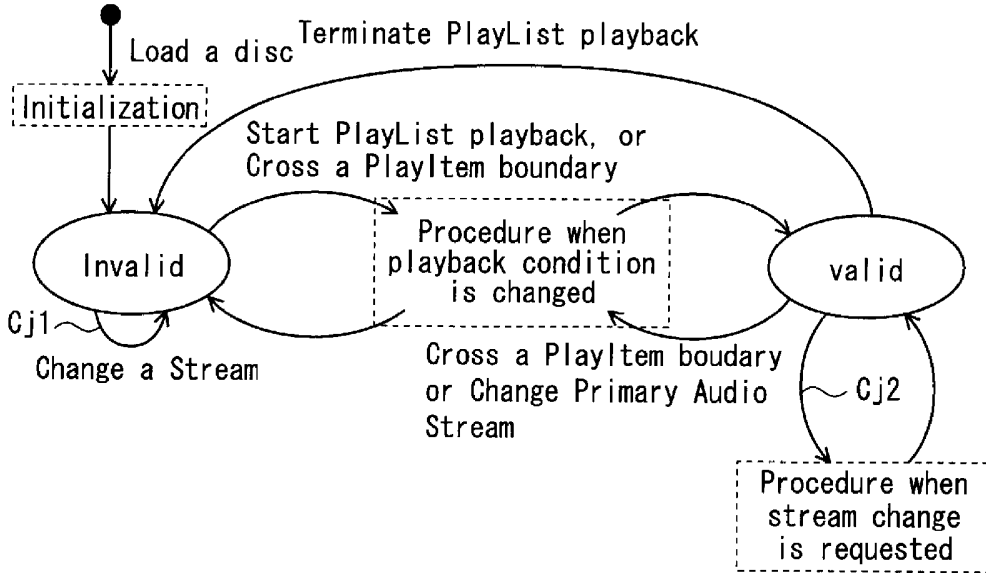 Load a disc
Terminate PlayList playback
Initialization
Start PlayList playback, or
Cross a PlayItem boundary
Invalid
Procedure when
playback condition
is changed
valid
Cj1
Change a Stream
Cross a PlayItem boudary
or Change Primary Audio
Stream
Cj2
Procedure when
stream change
is requested